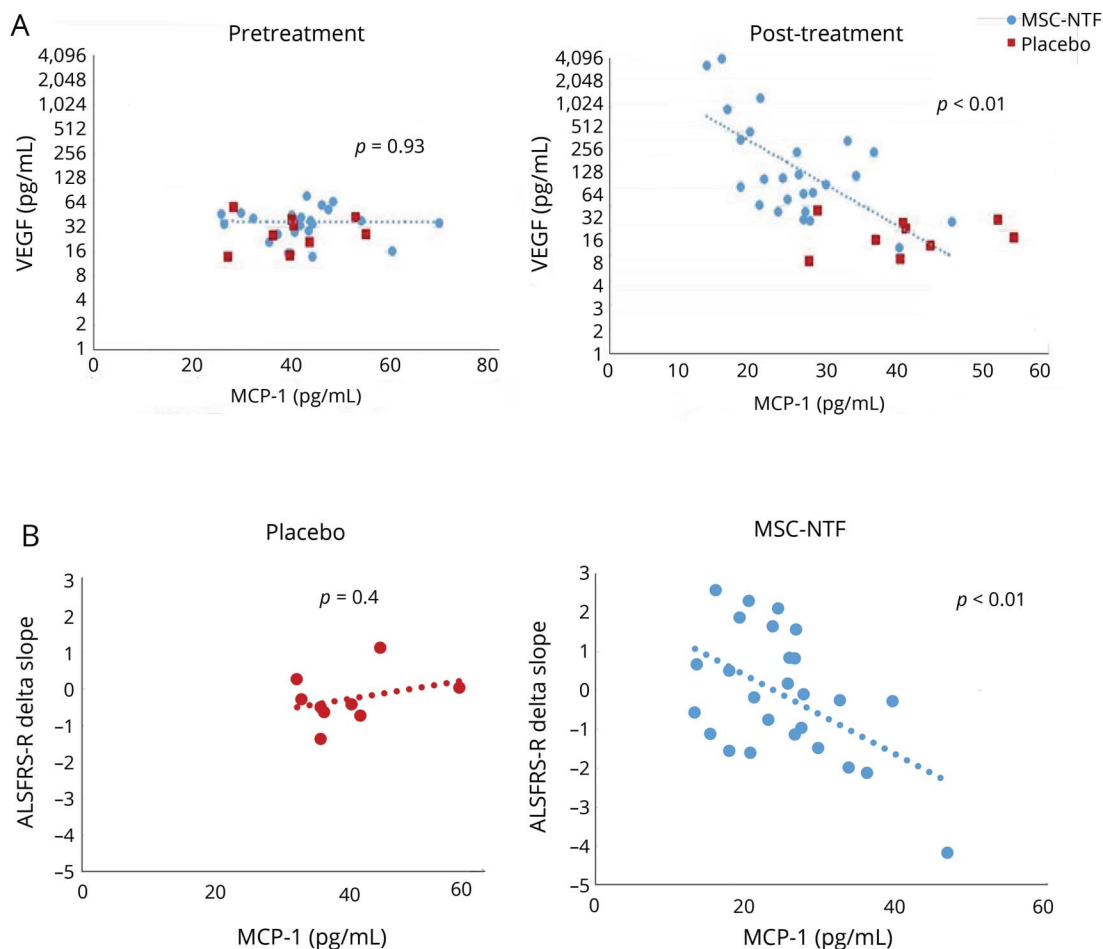 A
Pretreatment
Post-treatment
MSC-NTF
Placebo
VEGF (pg/mL)
4,096
2,048
1,024
512
256
128
64
32
16
8
4
2
1
p = 0.93
0 20 40 60 80
MCP-1 (pg/mL)
VEGF (pg/mL)
4,096
2,048
1,024
512
256
128
64
32
16
8
4
3
2
1
p < 0.01
0 10 20 30 40 50 60
MCP-1 (pg/mL)
B
Placebo
ALSFRS-R delta slope
3
2
1
0
–1
–2
–3
–4
–5
p = 0.4
0 20 40 60
MCP-1 (pg/mL)
MSC-NTF
ALSFRS-R delta slope
3
2
1
0
–1
–2
–3
–4
–5
p < 0.01
0 20 40 60
MCP-1 (pg/mL)